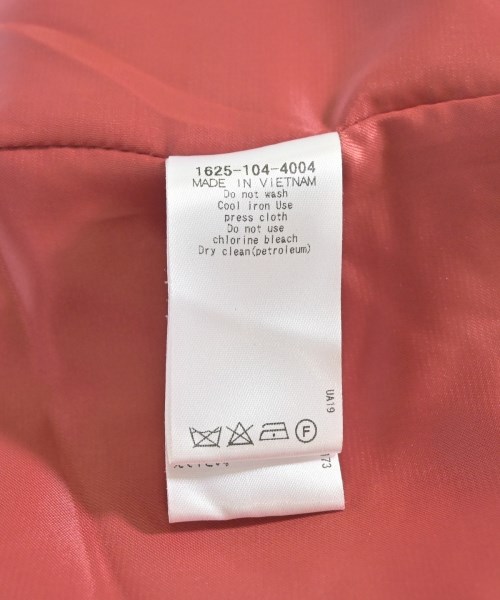 1625-104-4004
MADE IN VIETNAM
Do not wash
Cool iron Use
press cloth
Do not use
chlorine bleach
Dry clean(petroleum)
UA19
F
173